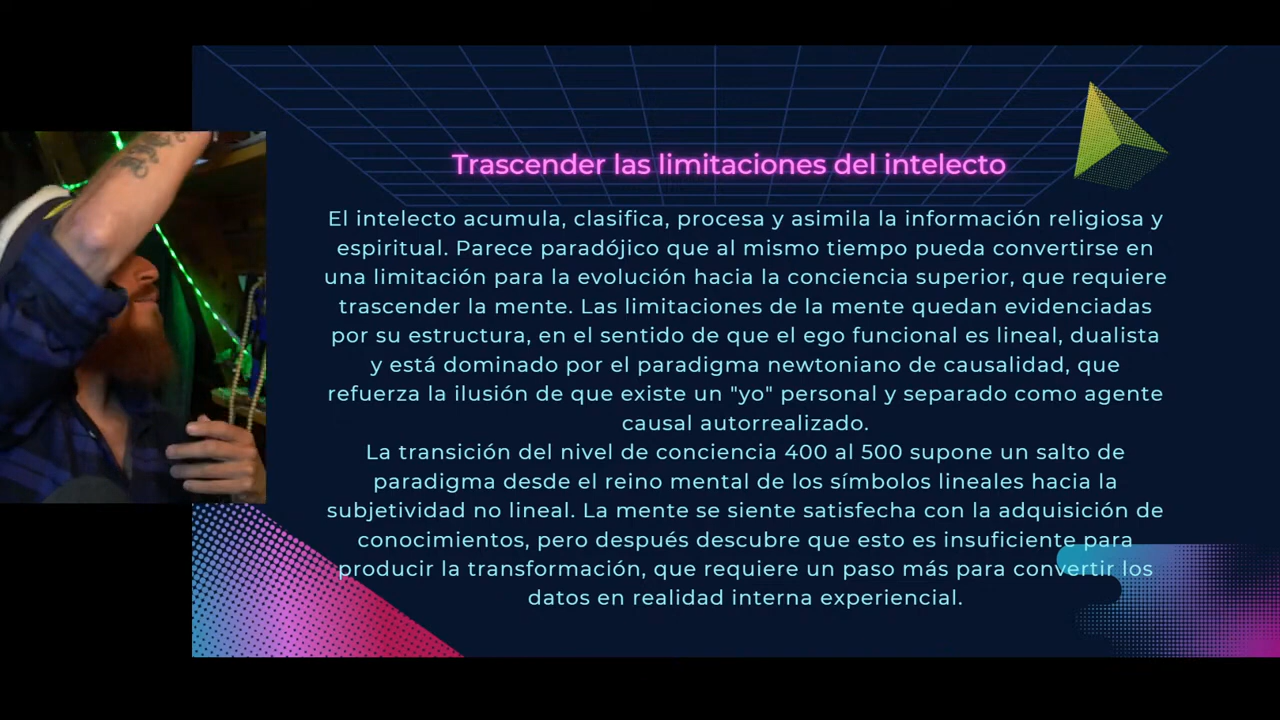 Trascender las limitaciones del intelecto
El intelecto acumula, clasifica, procesa y asimila la información religiosa y
espiritual. Parece paradójico que al mismo tiempo pueda convertirse en
una limitación para la evolución hacia la conciencia superior, que requiere
trascender la mente. Las limitaciones de la mente quedan evidenciadas
por su estructura, en el sentido de que el ego funcional es lineal, dualista
y está dominado por el paradigma newtoniano de causalidad, que
refuerza la ilusión de que existe un "yo" personal y separado como agente
causal autorrealizado.
La transición del nivel de conciencia 400 al 500 supone un salto de
paradigma desde el reino mental de los símbolos lineales hacia la
subjetividad no lineal. La mente se siente satisfecha con la adquisición de
conocimientos, pero después descubre que esto es insuficiente para
producir la transformación, que requiere un paso más para convertir los
datos en realidad interna experiencial.